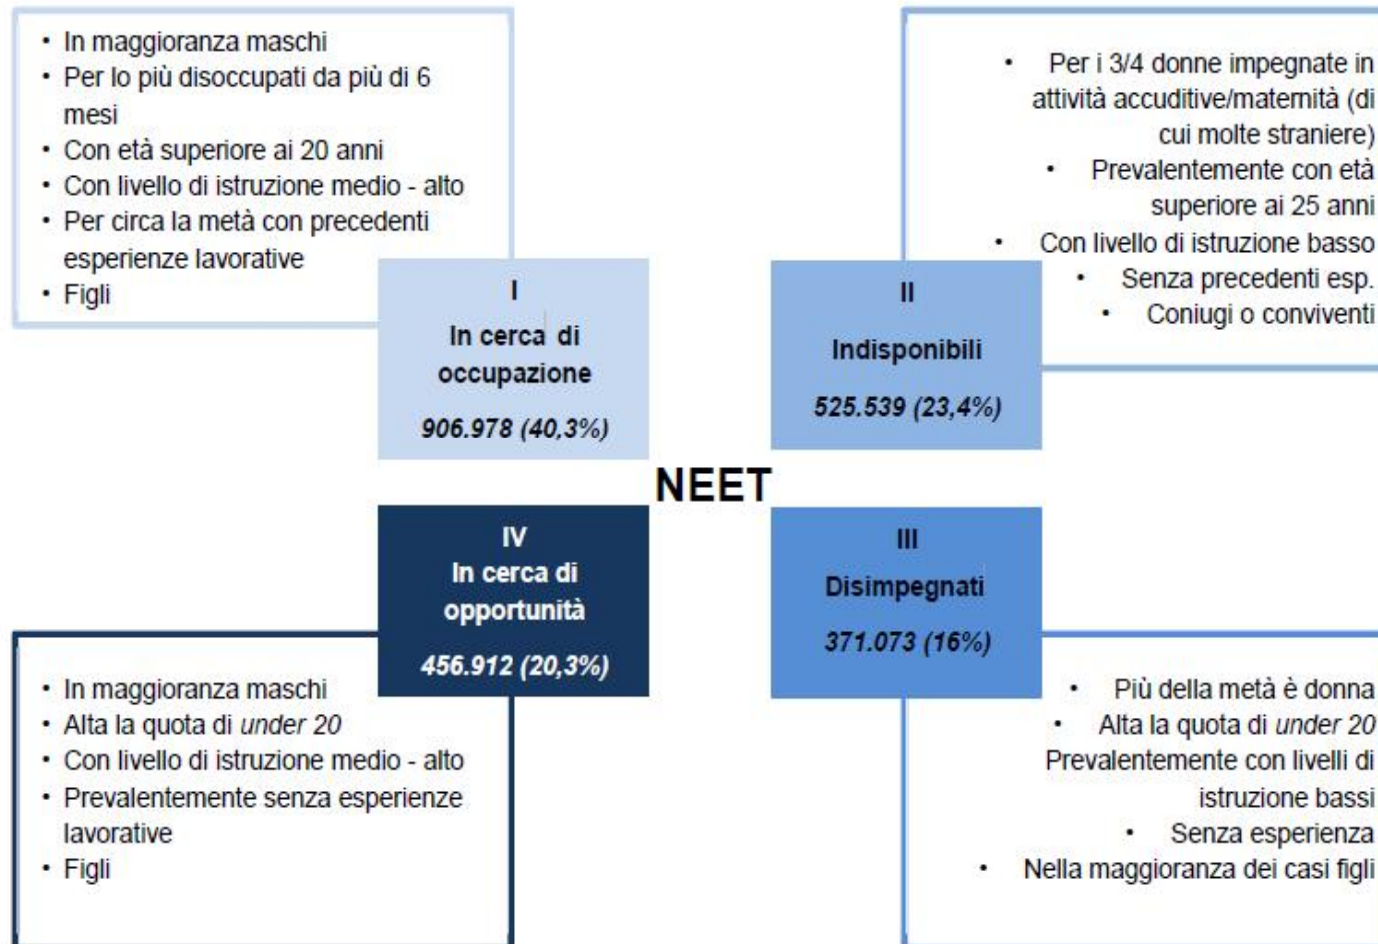 • In maggioranza maschi
• Per lo più disoccupati da più di 6
mesi
• Con età superiore ai 20 anni
• Con livello di istruzione medio - alto
• Per circa la metà con precedenti
esperienze lavorative
• Figli
I
In cerca di
occupazione
906.978 (40,3%)
• Per i 3/4 donne impegnate in
attività accuditive/maternità (di
cui molte straniere)
• Prevalentemente con età
superiore ai 25 anni
• Con livello di istruzione basso
• Senza precedenti esp.
• Coniugi o conviventi
II
Indisponibili
525.539 (23,4%)
NEET
IV
In cerca di
opportunità
456.912 (20,3%)
• In maggioranza maschi
• Alta la quota di under 20
• Con livello di istruzione medio - alto
• Prevalentemente senza esperienze
lavorative
• Figli
III
Disimpegnati
371.073 (16%)
• Più della metà è donna
• Alta la quota di under 20
Prevalentemente con livelli di
istruzione bassi
• Senza esperienza
• Nella maggioranza dei casi figli